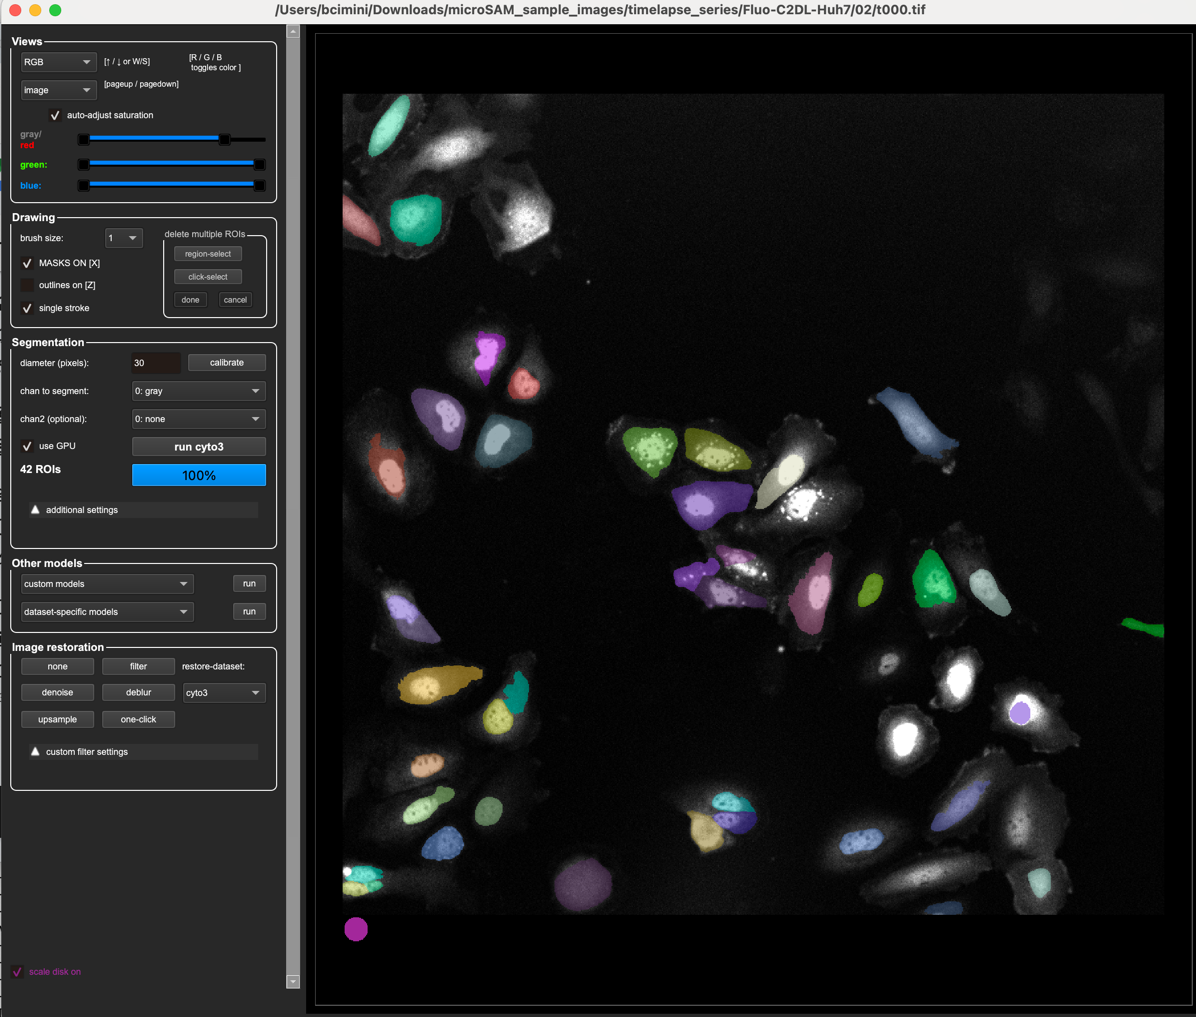 /Users/bcimini/Downloads/microSAM_sample_images/timelapse_series/Fluo-C2DL-Huh7/02/t000.tif
Views
RGB
[↑ / ↓ or W/S]
[R / G / B
toggles color ]
image
[pageup / pagedown]
auto-adjust saturation
gray/
red
green:
blue:
Drawing
brush size:
1
MASKS ON [X]
outlines on [Z]
single stroke
delete multiple ROIs
region-select
click-select
done
cancel
Segmentation
diameter (pixels):
30
calibrate
chan to segment:
0: gray
chan2 (optional):
0: none
use GPU
run cyto3
42 ROIs
100%
additional settings
Other models
custom models
run
dataset-specific models
run
Image restoration
none
filter
restore-dataset:
denoise
deblur
cyto3
upsample
one-click
custom filter settings
scale disk on